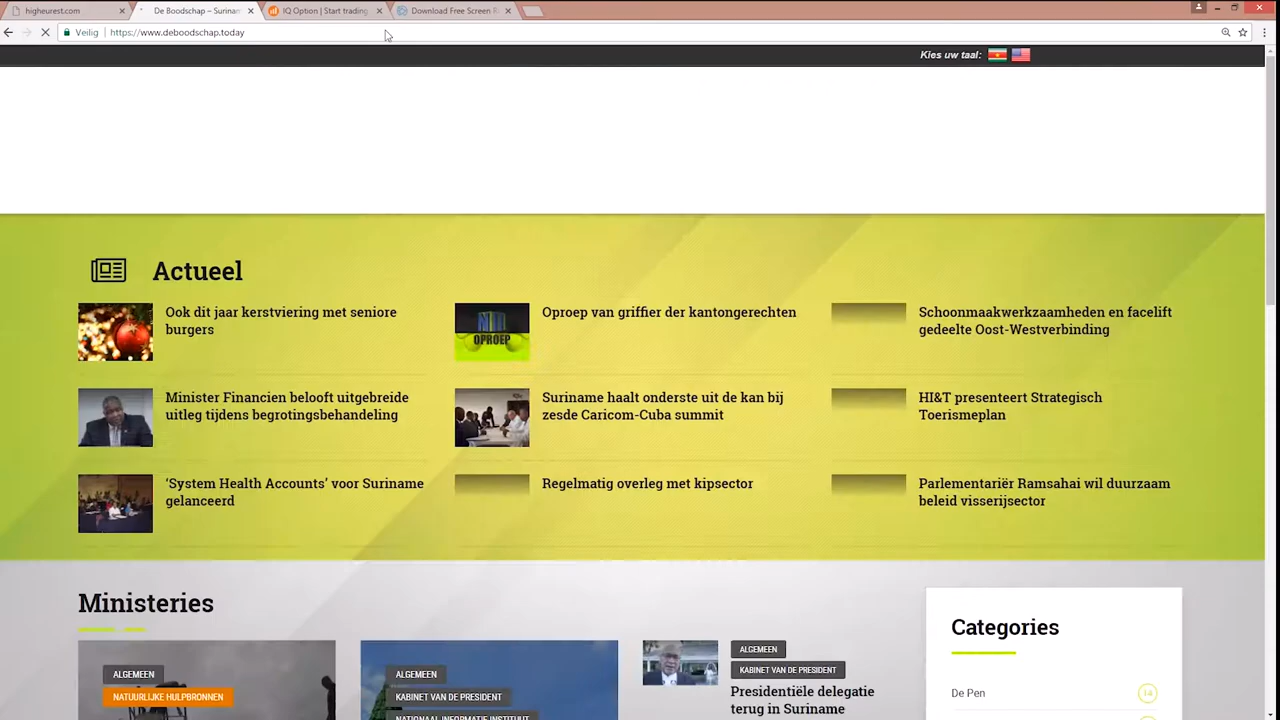 higheurest.com
De Boodschap – Surinam
IQ Option | Start trading
Download Free Screen R
Veilig | https://www.deboodschap.today
Kies uw taal:
Actueel
Ook dit jaar kerstviering met seniore
burgers
Oproep van griffier der kantongerechten
OPROEP
Schoonmaakwerkzaamheden en facelift
gedeelte Oost-Westverbinding
Minister Financien belooft uitgebreide
uitleg tijdens begrotingsbehandeling
Suriname haalt onderste uit de kan bij
zesde Caricom-Cuba summit
HI&T presenteert Strategisch
Toerismeplan
‘System Health Accounts’ voor Suriname
gelanceerd
Regelmatig overleg met kipsector
Parlementariër Ramsahai wil duurzaam
beleid visserijsector
Ministeries
ALGEMEEN
NATUURLIJKE HULPBRONNEN
ALGEMEEN
KABINET VAN DE PRESIDENT
NATIONAAL INFORMATIE INSTITUUT
ALGEMEEN
KABINET VAN DE PRESIDENT
Presidentiële delegatie
terug in Suriname
Categories
De Pen
14